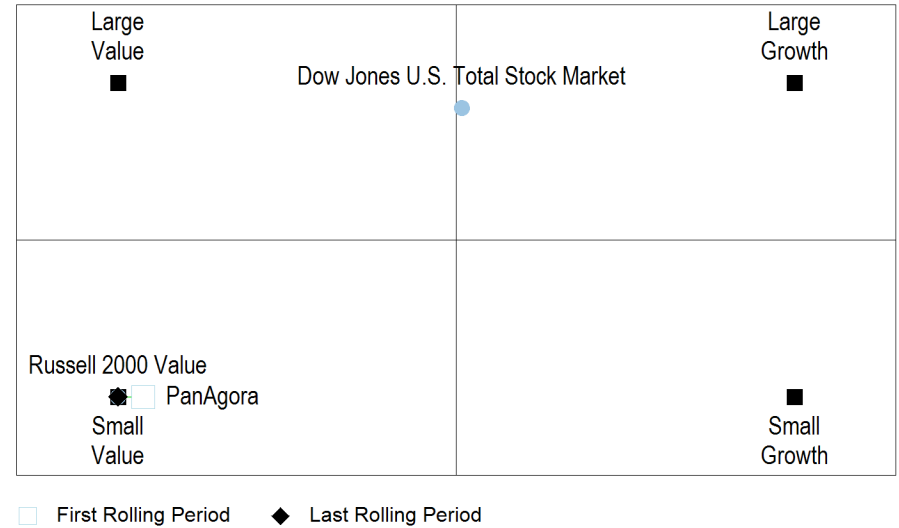 Large
Value
Large
Growth
Dow Jones U.S. Total Stock Market
Russell 2000 Value
PanAgora
Small
Value
Small
Growth
First Rolling Period
Last Rolling Period